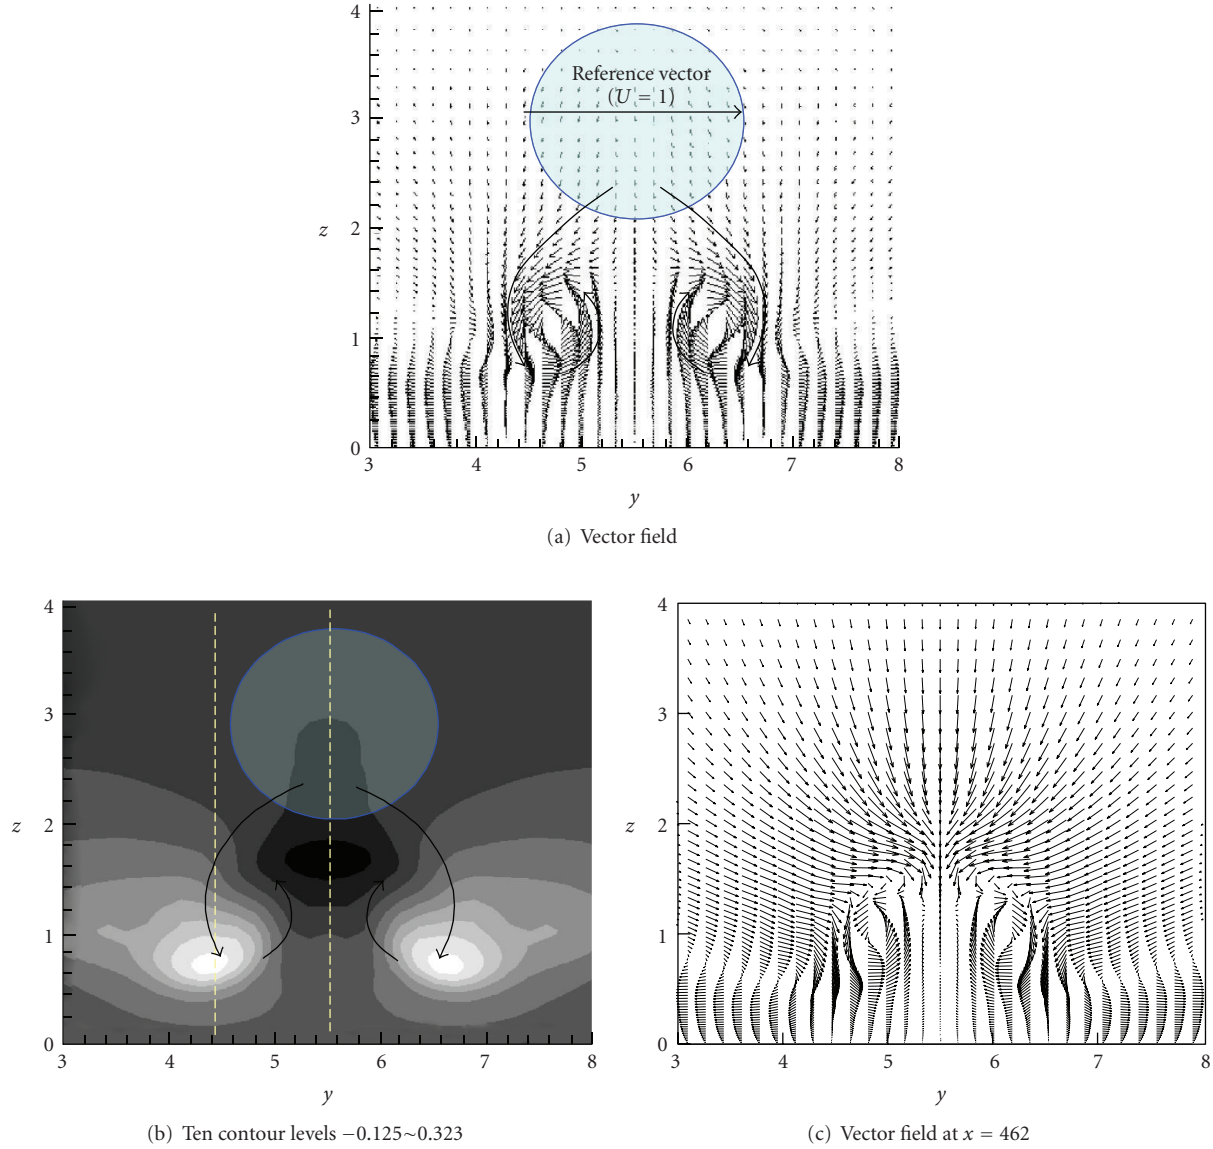 4
3
2
1
0
z
Reference vector
(U = 1)
3 4 5 6 7 8
y
(a) Vector field
4
3
2
1
0
z
3 4 5 6 7 8
y
(b) Ten contour levels −0.125~0.323
4
3
2
1
0
z
3 4 5 6 7 8
y
(c) Vector field at x = 462